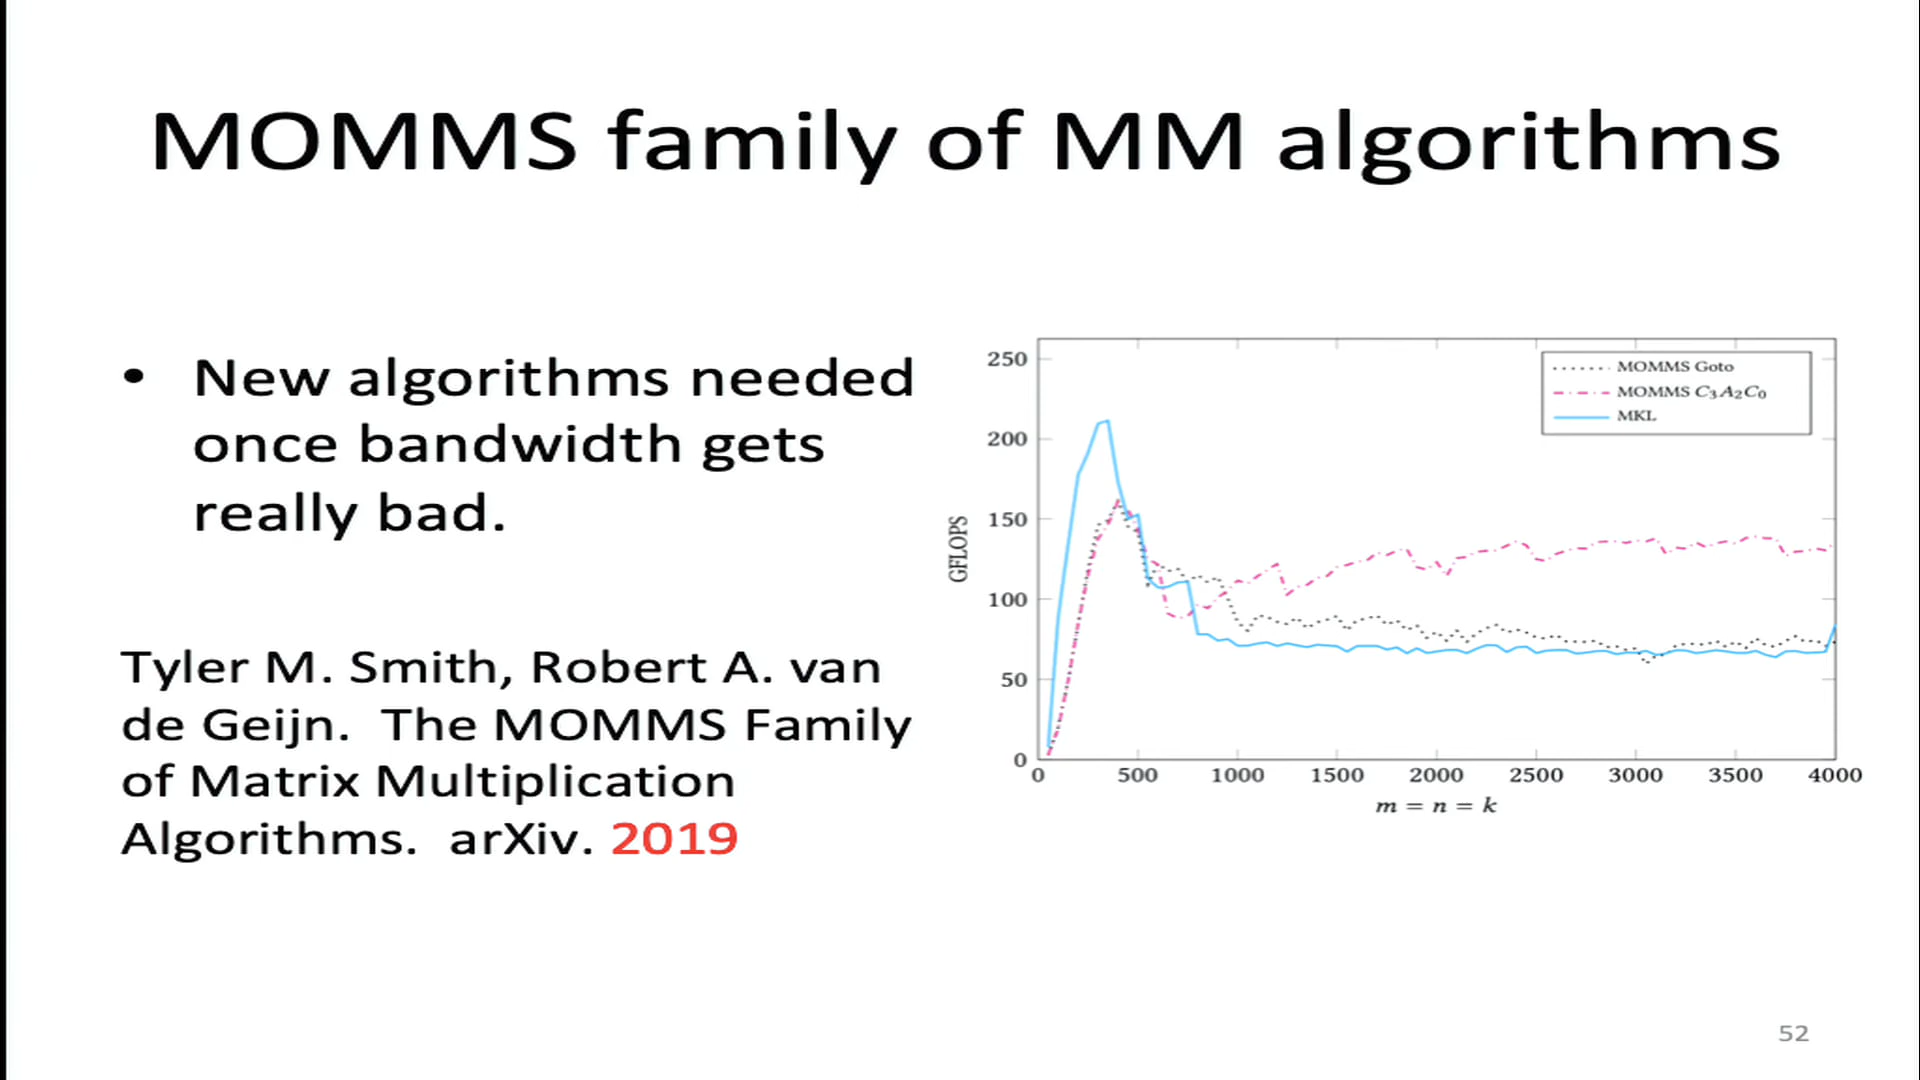 MOMMS family of MM algorithms
• New algorithms needed
once bandwidth gets
really bad.
Tyler M. Smith, Robert A. van
de Geijn. The MOMMS Family
of Matrix Multiplication
Algorithms. arXiv. 2019
250
200
150
100
50
0
GFLOPS
MOMMS Goto
MOMMS C₃A₂C₀
MKL
0 500 1000 1500 2000 2500 3000 3500 4000
m = n = k
52